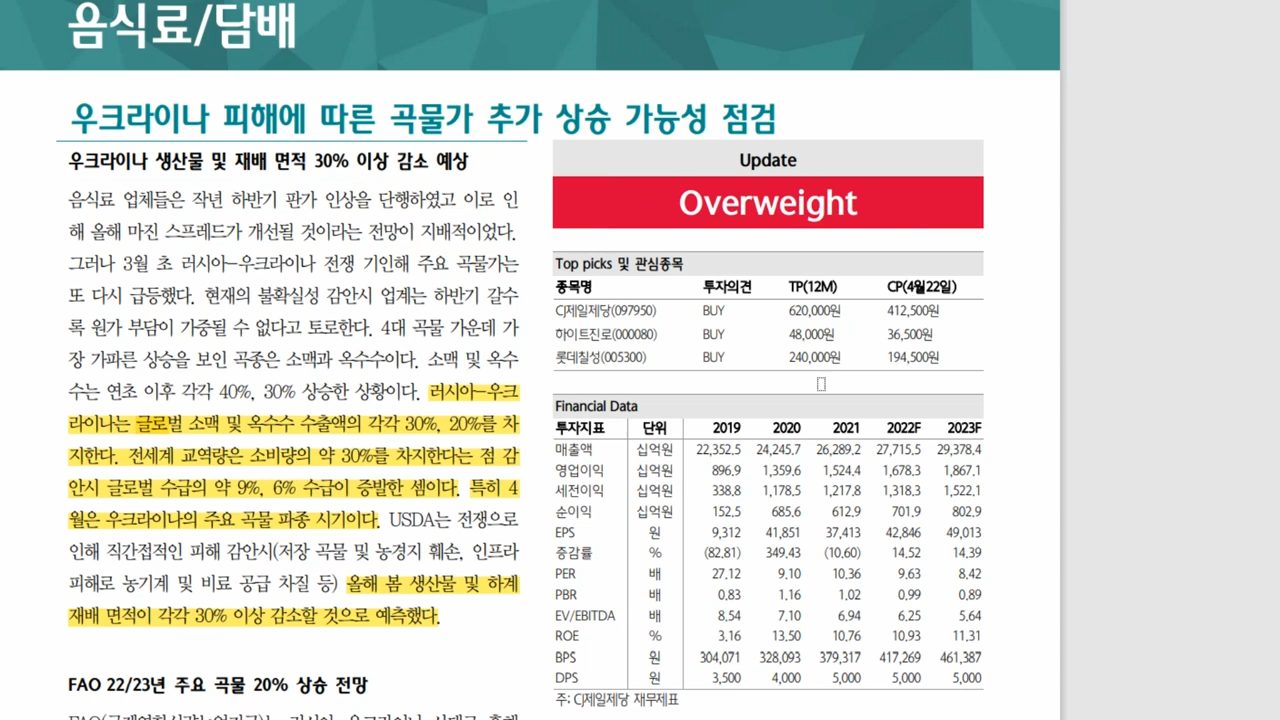 음식료/담배
우크라이나 피해에 따른 곡물가 추가 상승 가능성 점검
우크라이나 생산물 및 재배 면적 30% 이상 감소 예상
음식료 업체들은 작년 하반기 판가 인상을 단행하였고 이로 인
해 올해 마진 스프레드가 개선될 것이라는 전망이 지배적이었다.
그러나 3월 초 러시아-우크라이나 전쟁 기인해 주요 곡물가는
또 다시 급등했다. 현재의 불확실성 감안시 업계는 하반기 갈수
록 원가 부담이 가중될 수 없다고 토로한다. 4대 곡물 가운데 가
장 가파른 상승을 보인 곡종은 소맥과 옥수수이다. 소맥 및 옥수
수는 연초 이후 각각 40%, 30% 상승한 상황이다. 러시아-우크
라이나는 글로벌 소맥 및 옥수수 수출액의 각각 30%, 20%를 차
지한다. 전세계 교역량은 소비량의 약 30%를 차지한다는 점 감
안시 글로벌 수급의 약 9%, 6% 수급이 증발한 셈이다. 특히 4
월은 우크라이나의 주요 곡물 파종 시기이다. USDA는 전쟁으로
인해 직간접적인 피해 감안시(저장 곡물 및 농경지 훼손, 인프라
피해로 농기계 및 비료 공급 차질 등) 올해 봄 생산물 및 하계
재배 면적이 각각 30% 이상 감소할 것으로 예측했다.
FAO 22/23년 주요 곡물 20% 상승 전망
Update
Overweight
Top picks 및 관심종목
종목명 투자의견 TP(12M) CP(4월22일)
CJ제일제당(097950) BUY 620,000원 412,500원
하이트진로(000080) BUY 48,000원 36,500원
롯데칠성(005300) BUY 240,000원 194,500원
Financial Data
투자지표 단위 2019 2020 2021 2022F 2023F
매출액 십억원 22,352.5 24,245.7 26,289.2 27,715.5 29,378.4
영업이익 십억원 896.9 1,359.6 1,524.4 1,678.3 1,867.1
세전이익 십억원 338.8 1,178.5 1,217.8 1,318.3 1,522.1
순이익 십억원 152.5 685.6 612.9 701.9 802.9
EPS 원 9,312 41,851 37,413 42,846 49,013
증감률 % (82.81) 349.43 (10.60) 14.52 14.39
PER 배 27.12 9.10 10.36 9.63 8.42
PBR 배 0.83 1.16 1.02 0.99 0.89
EV/EBITDA 배 8.54 7.10 6.94 6.25 5.64
ROE % 3.16 13.50 10.76 10.93 11.31
BPS 원 304,071 328,093 379,317 417,269 461,387
DPS 원 3,500 4,000 5,000 5,000 5,000
주: CJ제일제당 재무제표